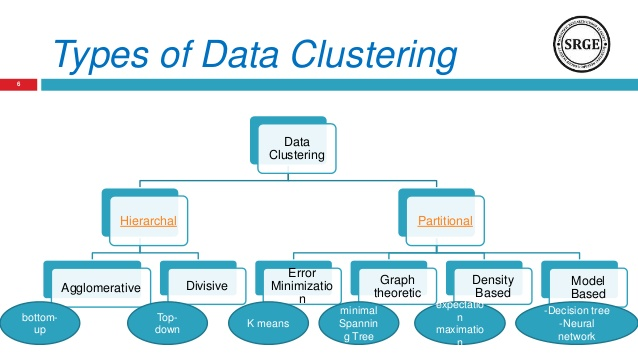 Types of Data Clustering
SRGE
6
Data
Clustering
Hierarchal
Partitional
Agglomerative
Divisive
Error
Minimizatio
n
Graph
theoretic
Density
Based
Model
Based
bottom-
up
Top-
down
K means
minimal
Spannin
g Tree
expectatio
n
maximatio
n
-Decision tree
-Neural
network